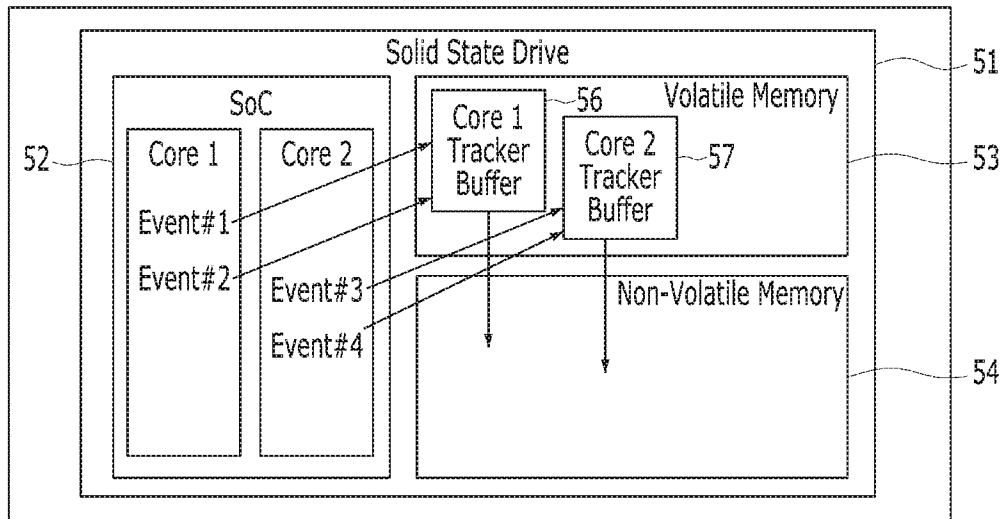 Solid State Drive
51
SoC
52
Core 1
Event#1
Event#2
Core 2
Event#3
Event#4
Volatile Memory
53
56
Core 1
Tracker
Buffer
57
Core 2
Tracker
Buffer
Non-Volatile Memory
54